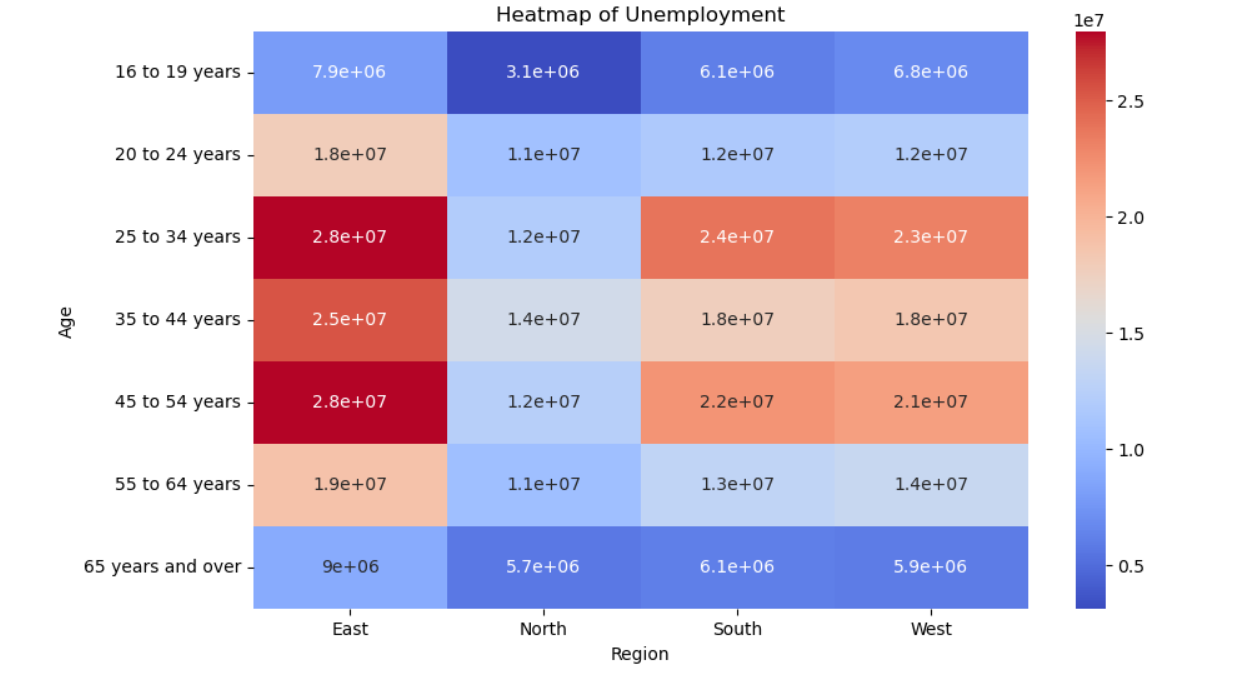 Heatmap of Unemployment
1e7
16 to 19 years 7.9e+06 3.1e+06 6.1e+06 6.8e+06
2.5
20 to 24 years 1.8e+07 1.1e+07 1.2e+07 1.2e+07
2.0
25 to 34 years 2.8e+07 1.2e+07 2.4e+07 2.3e+07
Age
35 to 44 years 2.5e+07 1.4e+07 1.8e+07 1.8e+07
1.5
45 to 54 years 2.8e+07 1.2e+07 2.2e+07 2.1e+07
1.0
55 to 64 years 1.9e+07 1.1e+07 1.3e+07 1.4e+07
65 years and over 9e+06 5.7e+06 6.1e+06 5.9e+06
0.5
East North South West
Region